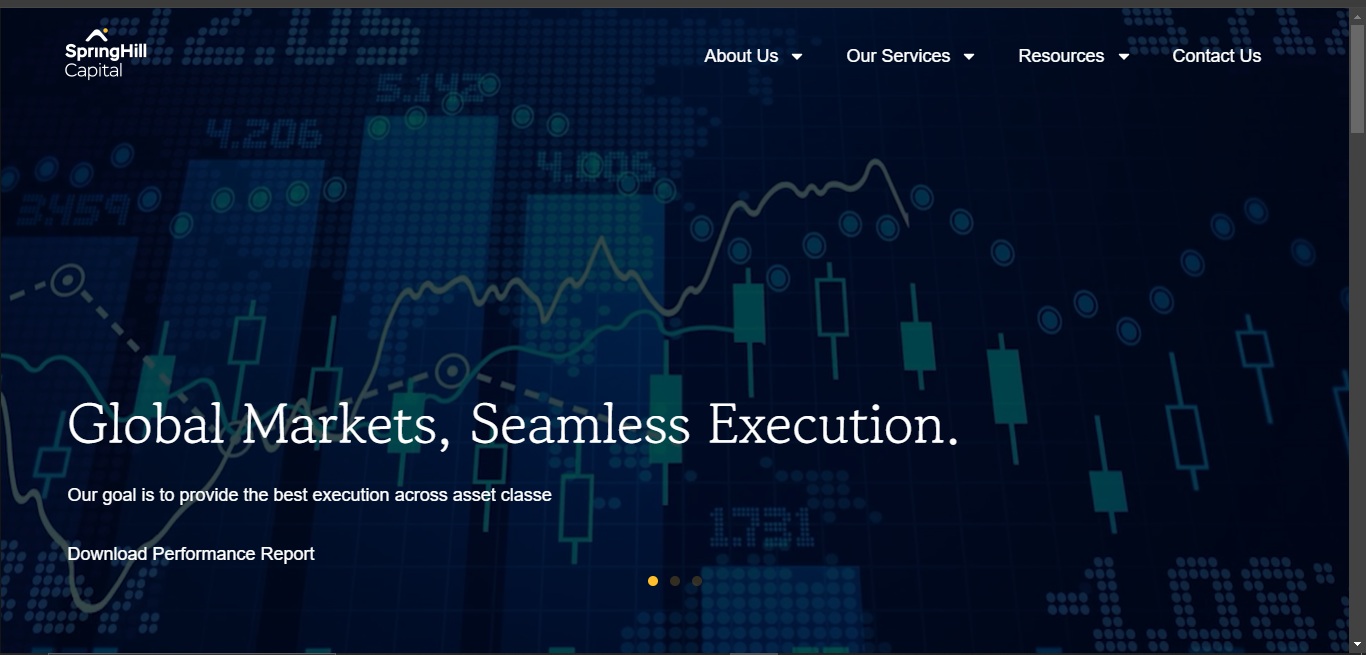 SpringHill
Capital
About Us
Our Services
Resources
Contact Us
5.142
4.206
4.006
3.459
Global Markets, Seamless Execution.
Our goal is to provide the best execution across asset classe
1.731
Download Performance Report